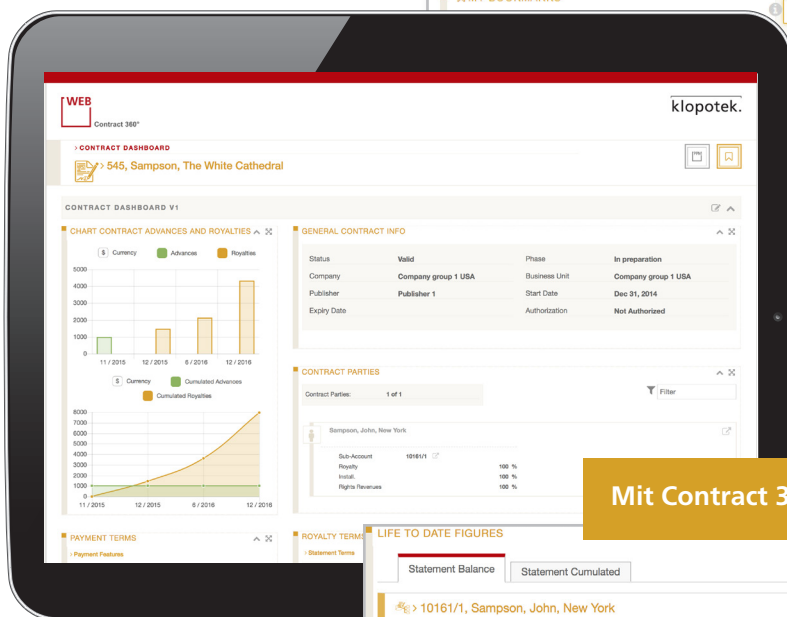 WEB
Contract 360°
klopotek.
› CONTRACT DASHBOARD
› 545, Sampson, The White Cathedral
CONTRACT DASHBOARD V1
CHART CONTRACT ADVANCES AND ROYALTIES
$ Currency Advances Royalties
5000
4000
3000
2000
1000
0
11 / 2015 12 / 2015 6 / 2016 12 / 2016
$ Currency Cumulated Advances
Cumulated Royalties
8000
7000
6000
5000
4000
3000
2000
1000
0
11 / 2015 12 / 2015 6 / 2016 12 / 2016
GENERAL CONTRACT INFO
Status Valid Phase In preparation
Company Company group 1 USA Business Unit Company group 1 USA
Publisher Publisher 1 Start Date Dec 31, 2014
Expiry Date Authorization Not Authorized
CONTRACT PARTIES
Contract Parties: 1 of 1 Filter
Sampson, John, New York
Sub-Account 10161/1
Royalty 100 %
Install. 100 %
Rights Revenues 100 %
Mit Contract 3
PAYMENT TERMS
› Payment Features
ROYALTY TERMS
› Statement Terms
LIFE TO DATE FIGURES
Statement Balance Statement Cumulated
› 10161/1, Sampson, John, New York